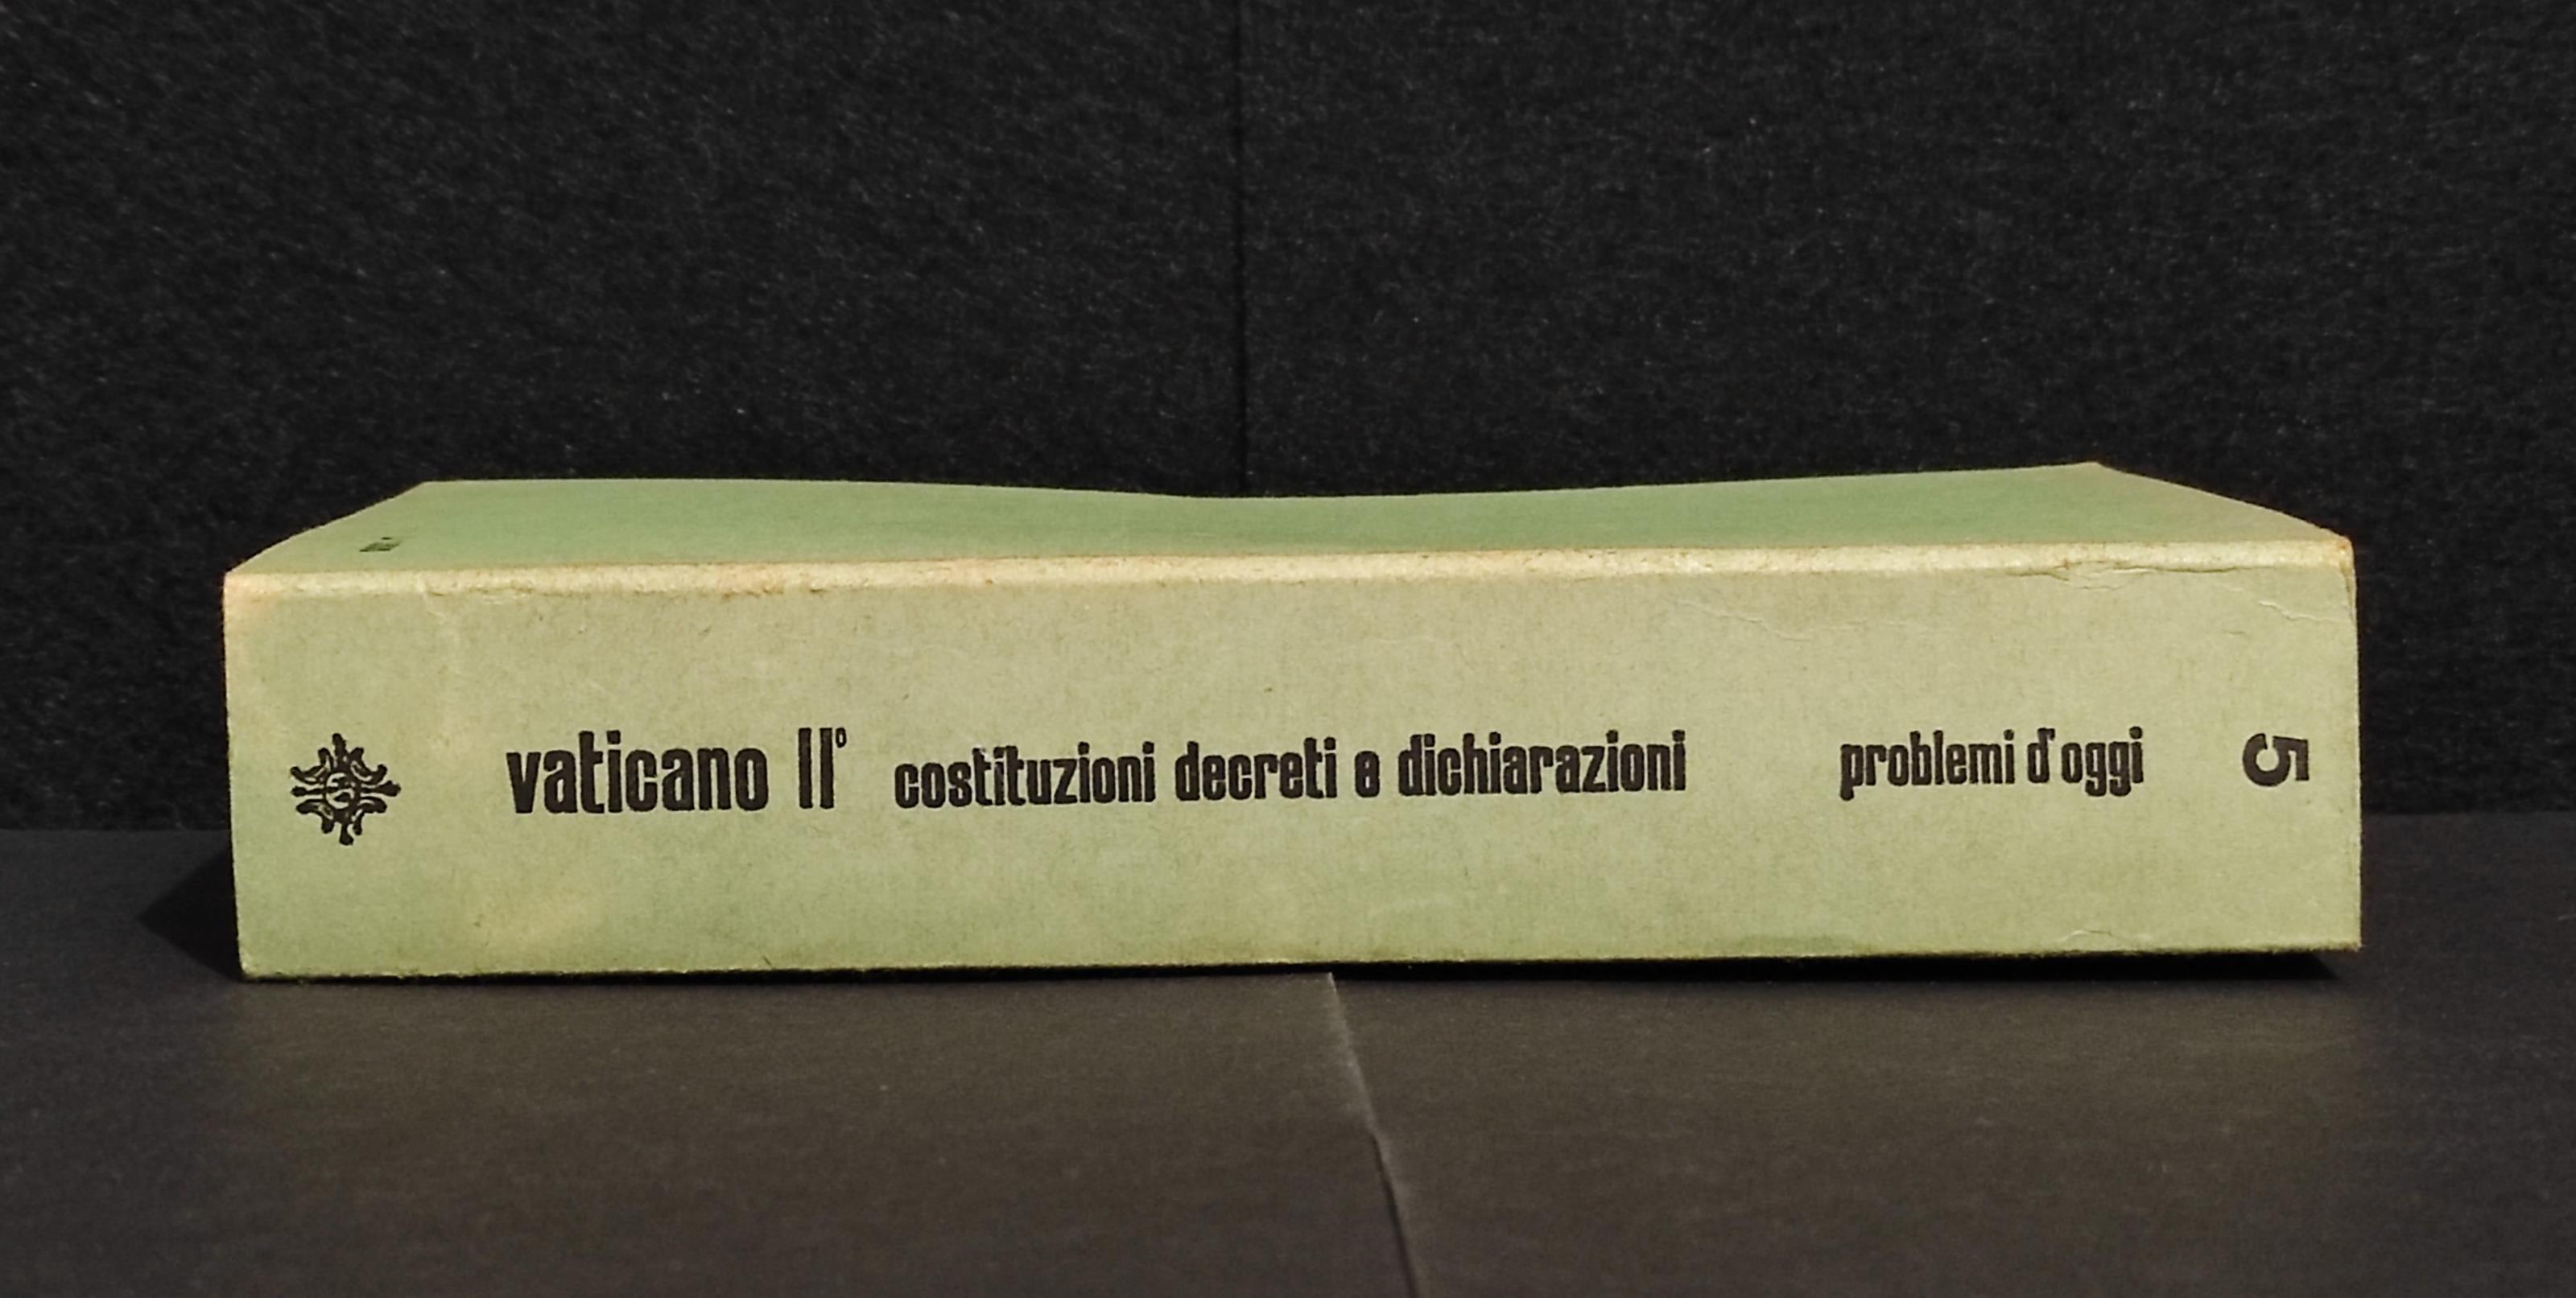 vaticano II° costituzioni decreti e dichiarazioni problemi d'oggi 5